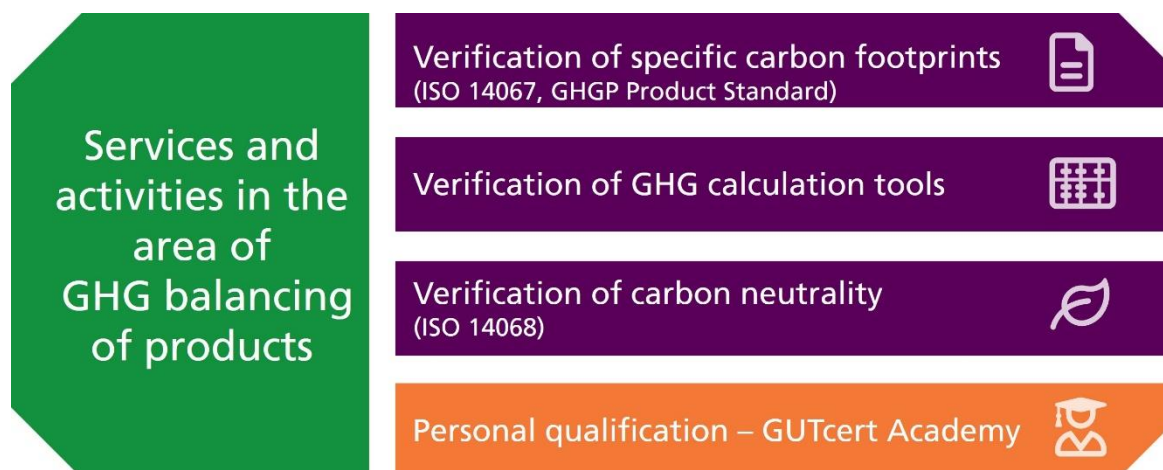 Services and
activities in the
area of
GHG balancing
of products
Verification of specific carbon footprints
(ISO 14067, GHGP Product Standard)
Verification of GHG calculation tools
Verification of carbon neutrality
(ISO 14068)
Personal qualification – GUTcert Academy